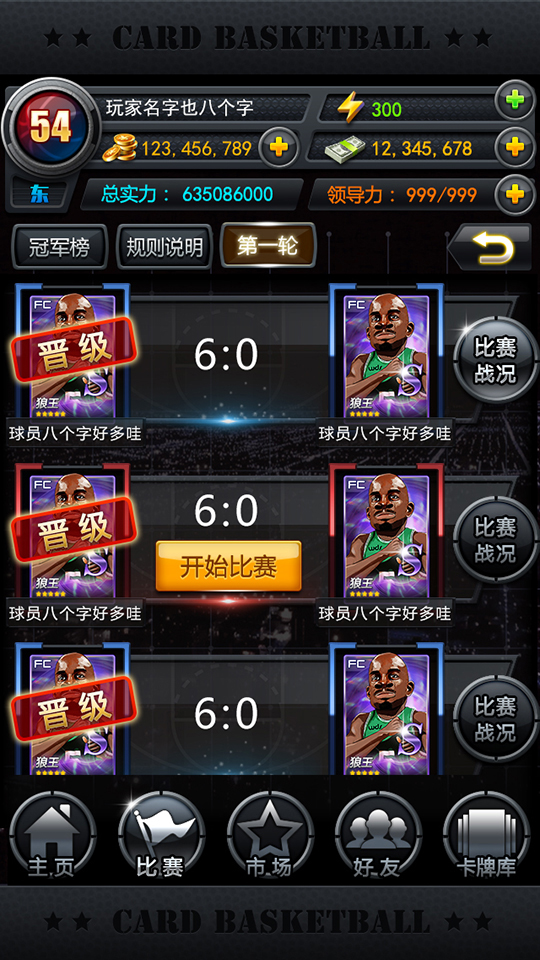 ★ ★ CARD BASKETBALL ★ ★
54
玩家名字也八个字
300
123,456,789
12,345,678
东
总实力： 635086000
领导力： 999/999
冠军榜
规则说明
第一轮
FC
晋级
狼王
6:0
FC
狼王
比赛
战况
球员八个字好多哇
球员八个字好多哇
FC
晋级
狼王
6:0
开始比赛
FC
狼王
比赛
战况
球员八个字好多哇
球员八个字好多哇
FC
晋级
狼王
6:0
FC
狼王
比赛
战况
主页
比赛
市场
好友
卡牌库
★ ★ CARD BASKETBALL ★ ★